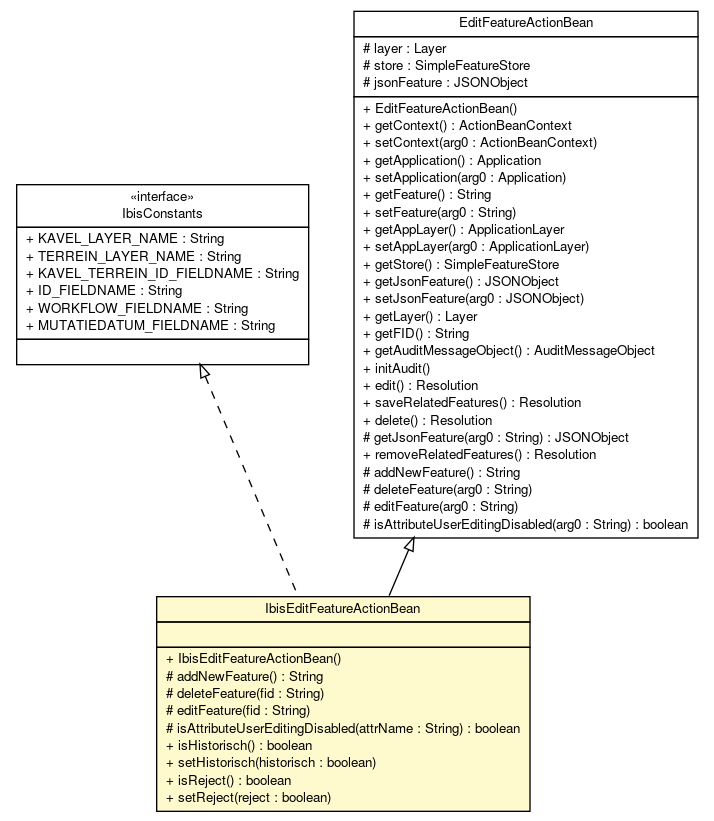 EditFeatureActionBean
# layer : Layer
# store : SimpleFeatureStore
# jsonFeature : JSONObject
+ EditFeatureActionBean()
+ getContext() : ActionBeanContext
+ setContext(arg0 : ActionBeanContext)
+ getApplication() : Application
+ setApplication(arg0 : Application)
+ getFeature() : String
+ setFeature(arg0 : String)
+ getAppLayer() : ApplicationLayer
+ setAppLayer(arg0 : ApplicationLayer)
+ getStore() : SimpleFeatureStore
+ getJsonFeature() : JSONObject
+ setJsonFeature(arg0 : JSONObject)
+ getLayer() : Layer
+ getFID() : String
+ getAuditMessageObject() : AuditMessageObject
+ initAudit()
+ edit() : Resolution
+ saveRelatedFeatures() : Resolution
+ delete() : Resolution
# getJsonFeature(arg0 : String) : JSONObject
+ removeRelatedFeatures() : Resolution
# addNewFeature() : String
# deleteFeature(arg0 : String)
# editFeature(arg0 : String)
# isAttributeUserEditingDisabled(arg0 : String) : boolean
«interface»
IbisConstants
+ KAVEL_LAYER_NAME : String
+ TERREIN_LAYER_NAME : String
+ KAVEL_TERREIN_ID_FIELDNAME : String
+ ID_FIELDNAME : String
+ WORKFLOW_FIELDNAME : String
+ MUTATIEDATUM_FIELDNAME : String
IbisEditFeatureActionBean
+ IbisEditFeatureActionBean()
# addNewFeature() : String
# deleteFeature(fid : String)
# editFeature(fid : String)
# isAttributeUserEditingDisabled(attrName : String) : boolean
+ isHistorisch() : boolean
+ setHistorisch(historisch : boolean)
+ isReject() : boolean
+ setReject(reject : boolean)